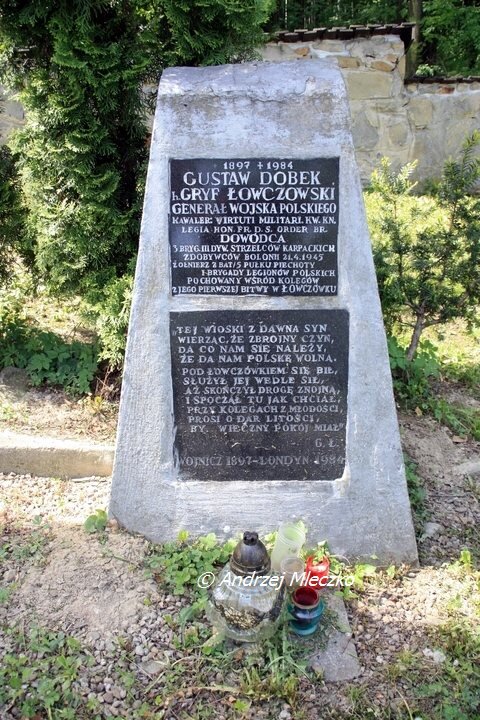 1897 + 1984
GUSTAW DOBEK
h. GRYF ŁOWCZOWSKI
GENERAŁ WOJSKA POLSKIEGO
KAWALER: VIRTUTI MILITARI. KW. KN.
LEGIA HON. FR. D. S. ORDER BR.
DOWÓDCA
3 BRYG. III DYW. STRZELCÓW KARPACKICH
ZDOBYWCÓW BOLONII 21.4.1945
ŻOŁNIERZ 2 BAT/5 PUŁKU PIECHOTY
I-BRYGADY LEGIONÓW POLSKICH
POCHOWANY WŚRÓD KOLEGÓW
Z JEGO PIERWSZEJ BITWY W ŁOWCZÓWKU
TEJ WIOSKI Z DAWNA SYN
WIERZĄC, ŻE ZBROJNY CZYN,
DA CO NAM SIĘ NALEŻY,
ŻE DA NAM POLSKĘ WOLNĄ.
POD ŁOWCZÓWKIEM SIĘ BIŁ,
SŁUŻYŁ JEJ WEDLE SIŁ,
AŻ SKOŃCZYŁ DROGĘ ZNOJNĄ,
I SPOCZĄŁ TU JAK CHCIAŁ,
PRZY KOLEGACH Z MŁODOŚCI,
PROSI O DAR LITOŚCI,
BY "WIECZNY POKÓJ MIAŁ"
G. Ł.
WOJNICZ 1897 - LONDYN - 1984
© Andrzej Mleczko